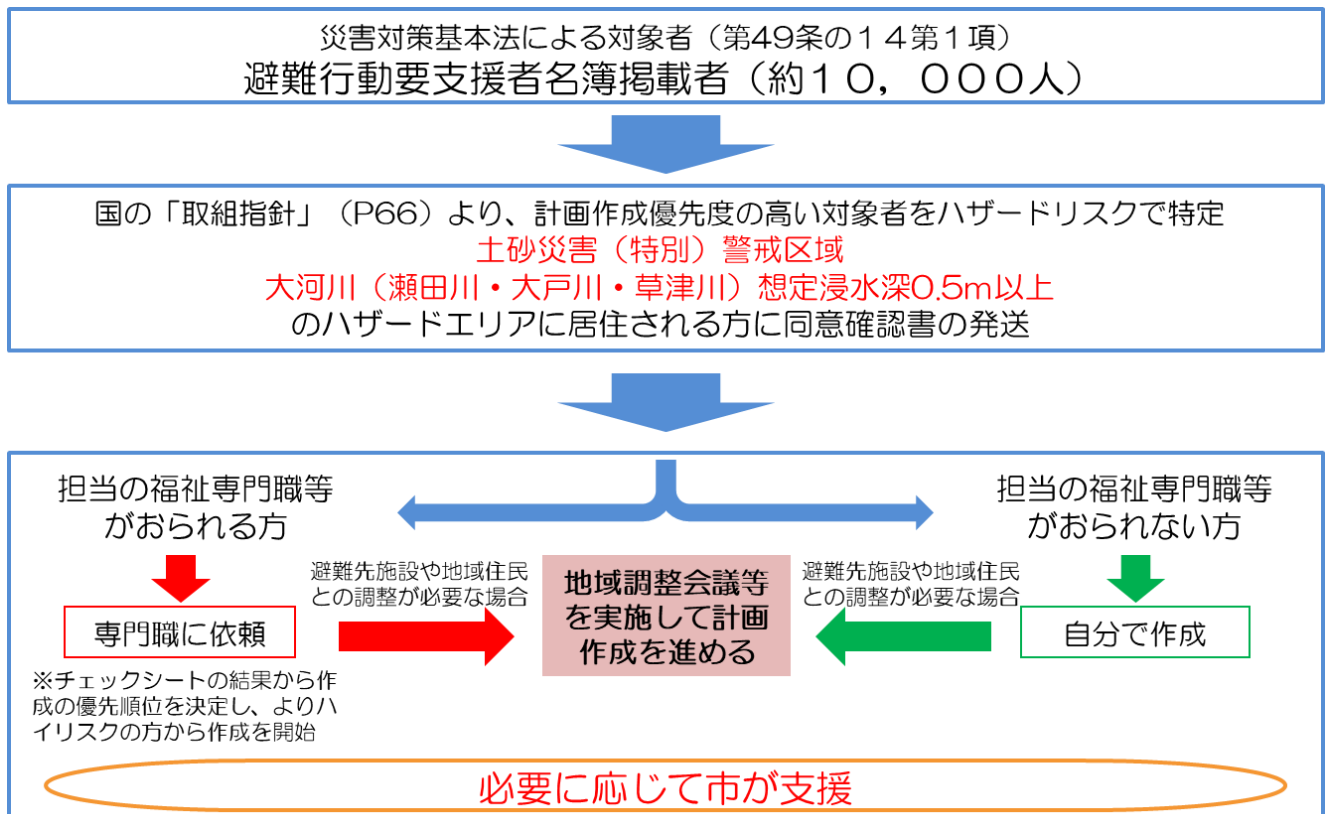 災害対策基本法による対象者（第49条の１４第１項）
避難行動要支援者名簿掲載者（約１０，０００人）
国の「取組指針」（P66）より、計画作成優先度の高い対象者をハザードリスクで特定
土砂災害（特別）警戒区域
大河川（瀬田川・大戸川・草津川）想定浸水深0.5m以上
のハザードエリアに居住される方に同意確認書の発送
担当の福祉専門職等
がおられる方
専門職に依頼
※チェックシートの結果から作
成の優先順位を決定し、よりハ
イリスクの方から作成を開始
避難先施設や地域住民
との調整が必要な場合
地域調整会議等
を実施して計画
作成を進める
避難先施設や地域住民
との調整が必要な場合
担当の福祉専門職等
がおられない方
自分で作成
必要に応じて市が支援